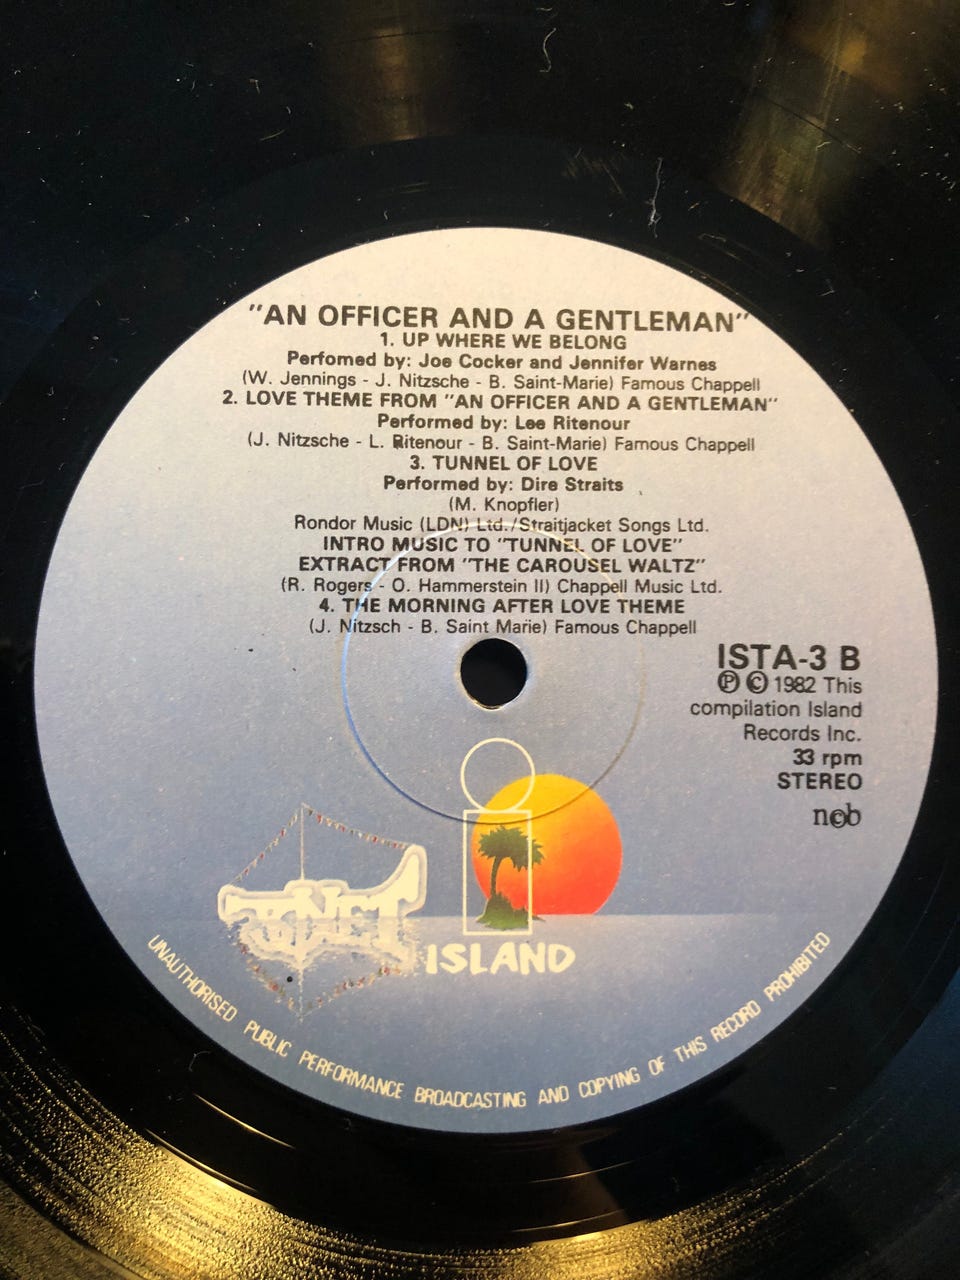 "AN OFFICER AND A GENTLEMAN"
1. UP WHERE WE BELONG
Perfomed by: Joe Cocker and Jennifer Warnes
(W. Jennings - J. Nitzsche - B. Saint-Marie) Famous Chappell
2. LOVE THEME FROM "AN OFFICER AND A GENTLEMAN"
Performed by: Lee Ritenour
(J. Nitzsche - L. Ritenour - B. Saint-Marie) Famous Chappell
3. TUNNEL OF LOVE
Performed by: Dire Straits
(M. Knopfler)
Rondor Music (LDN) Ltd./Straitjacket Songs Ltd.
INTRO MUSIC TO "TUNNEL OF LOVE"
EXTRACT FROM "THE CAROUSEL WALTZ"
(R. Rogers - O. Hammerstein II) Chappell Music Ltd.
4. THE MORNING AFTER LOVE THEME
(J. Nitzsch - B. Saint Marie) Famous Chappell
ISTA-3 B
Ⓟ © 1982 This
compilation Island
Records Inc.
33 rpm
STEREO
ncb
ISLAND
UNAUTHORISED PUBLIC PERFORMANCE BROADCASTING AND COPYING OF THIS RECORD PROHIBITED